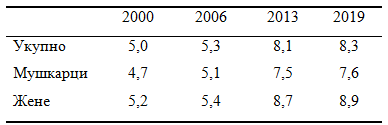 2000 2006 2013 2019
Укупно 5,0 5,3 8,1 8,3
Мушкарци 4,7 5,1 7,5 7,6
Жене 5,2 5,4 8,7 8,9